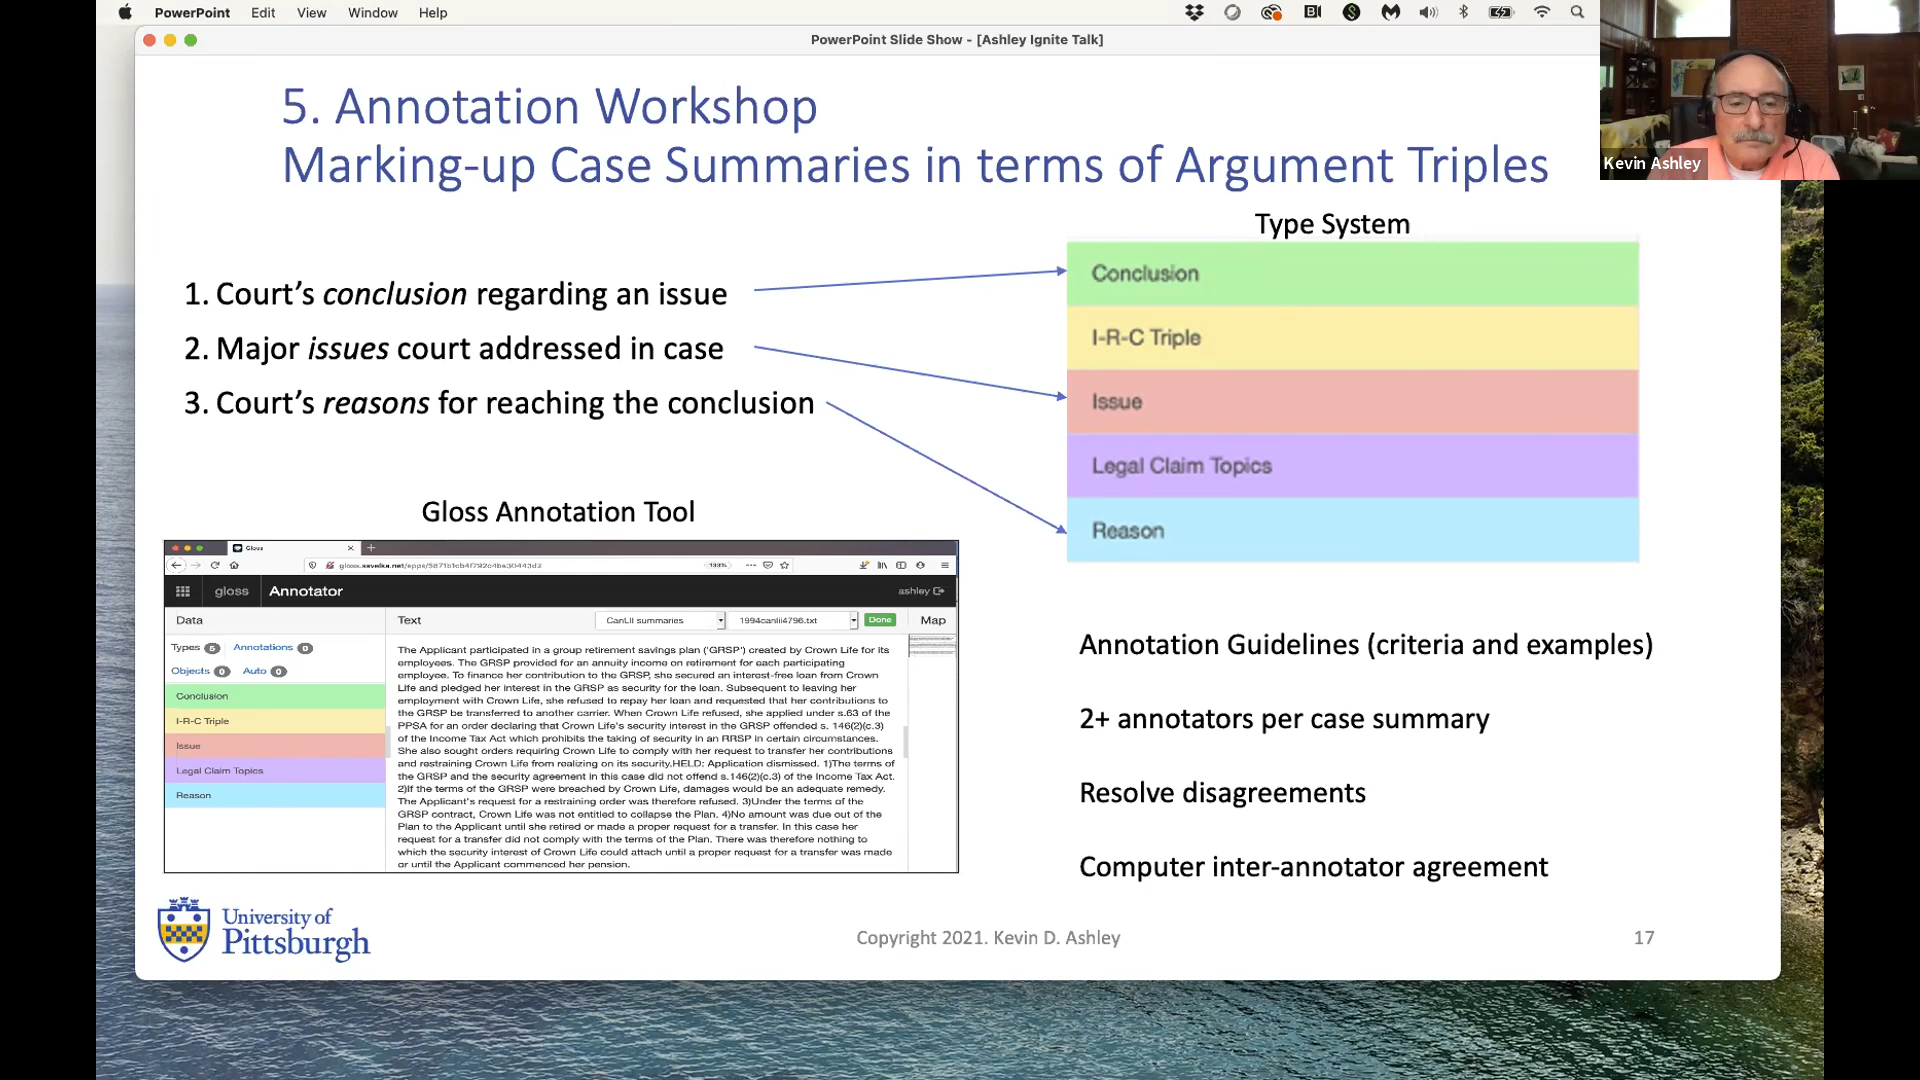 PowerPoint Edit View Window Help
PowerPoint Slide Show - [Ashley Ignite Talk]
Kevin Ashley
5. Annotation Workshop
Marking-up Case Summaries in terms of Argument Triples
1. Court's conclusion regarding an issue
2. Major issues court addressed in case
3. Court's reasons for reaching the conclusion
Type System
Conclusion
I-R-C Triple
Issue
Legal Claim Topics
Reason
Gloss Annotation Tool
Gloss
133%
gloss Annotator
ashley
Data
Text
CanLII summaries
1994canlii4796.txt
Done
Map
Types 5 Annotations 0
Objects 0 Auto 0
Conclusion
I-R-C Triple
Issue
Legal Claim Topics
Reason
The Applicant participated in a group retirement savings plan ('GRSP') created by Crown Life for its
employees. The GRSP provided for an annuity income on retirement for each participating
employee. To finance her contribution to the GRSP, she secured an interest-free loan from Crown
Life and pledged her interest in the GRSP as security for the loan. Subsequent to leaving her
employment with Crown Life, she refused to repay her loan and requested that her contributions to
the GRSP be transferred to another carrier. When Crown Life refused, she applied under s.63 of the
PPSA for an order declaring that Crown Life's security interest in the GRSP offended s. 146(2)(c.3)
of the Income Tax Act which prohibits the taking of security in an RRSP in certain circumstances.
She also sought orders requiring Crown Life to comply with her request to transfer her contributions
and restraining Crown Life from realizing on its security.HELD: Application dismissed. 1)The terms of
the GRSP and the security agreement in this case did not offend s.146(2)(c.3) of the Income Tax Act.
2)If the terms of the GRSP were breached by Crown Life, damages would be an adequate remedy.
The Applicant's request for a restraining order was therefore refused. 3)Under the terms of the
GRSP contract, Crown Life was not entitled to collapse the Plan. 4)No amount was due out of the
Plan to the Applicant until she retired or made a proper request for a transfer. In this case her
request for a transfer did not comply with the terms of the Plan. There was therefore nothing to
which the security interest of Crown Life could attach until a proper request for a transfer was made
or until the Applicant commenced her pension.
Annotation Guidelines (criteria and examples)
2+ annotators per case summary
Resolve disagreements
Computer inter-annotator agreement
University of
Pittsburgh
Copyright 2021. Kevin D. Ashley
17